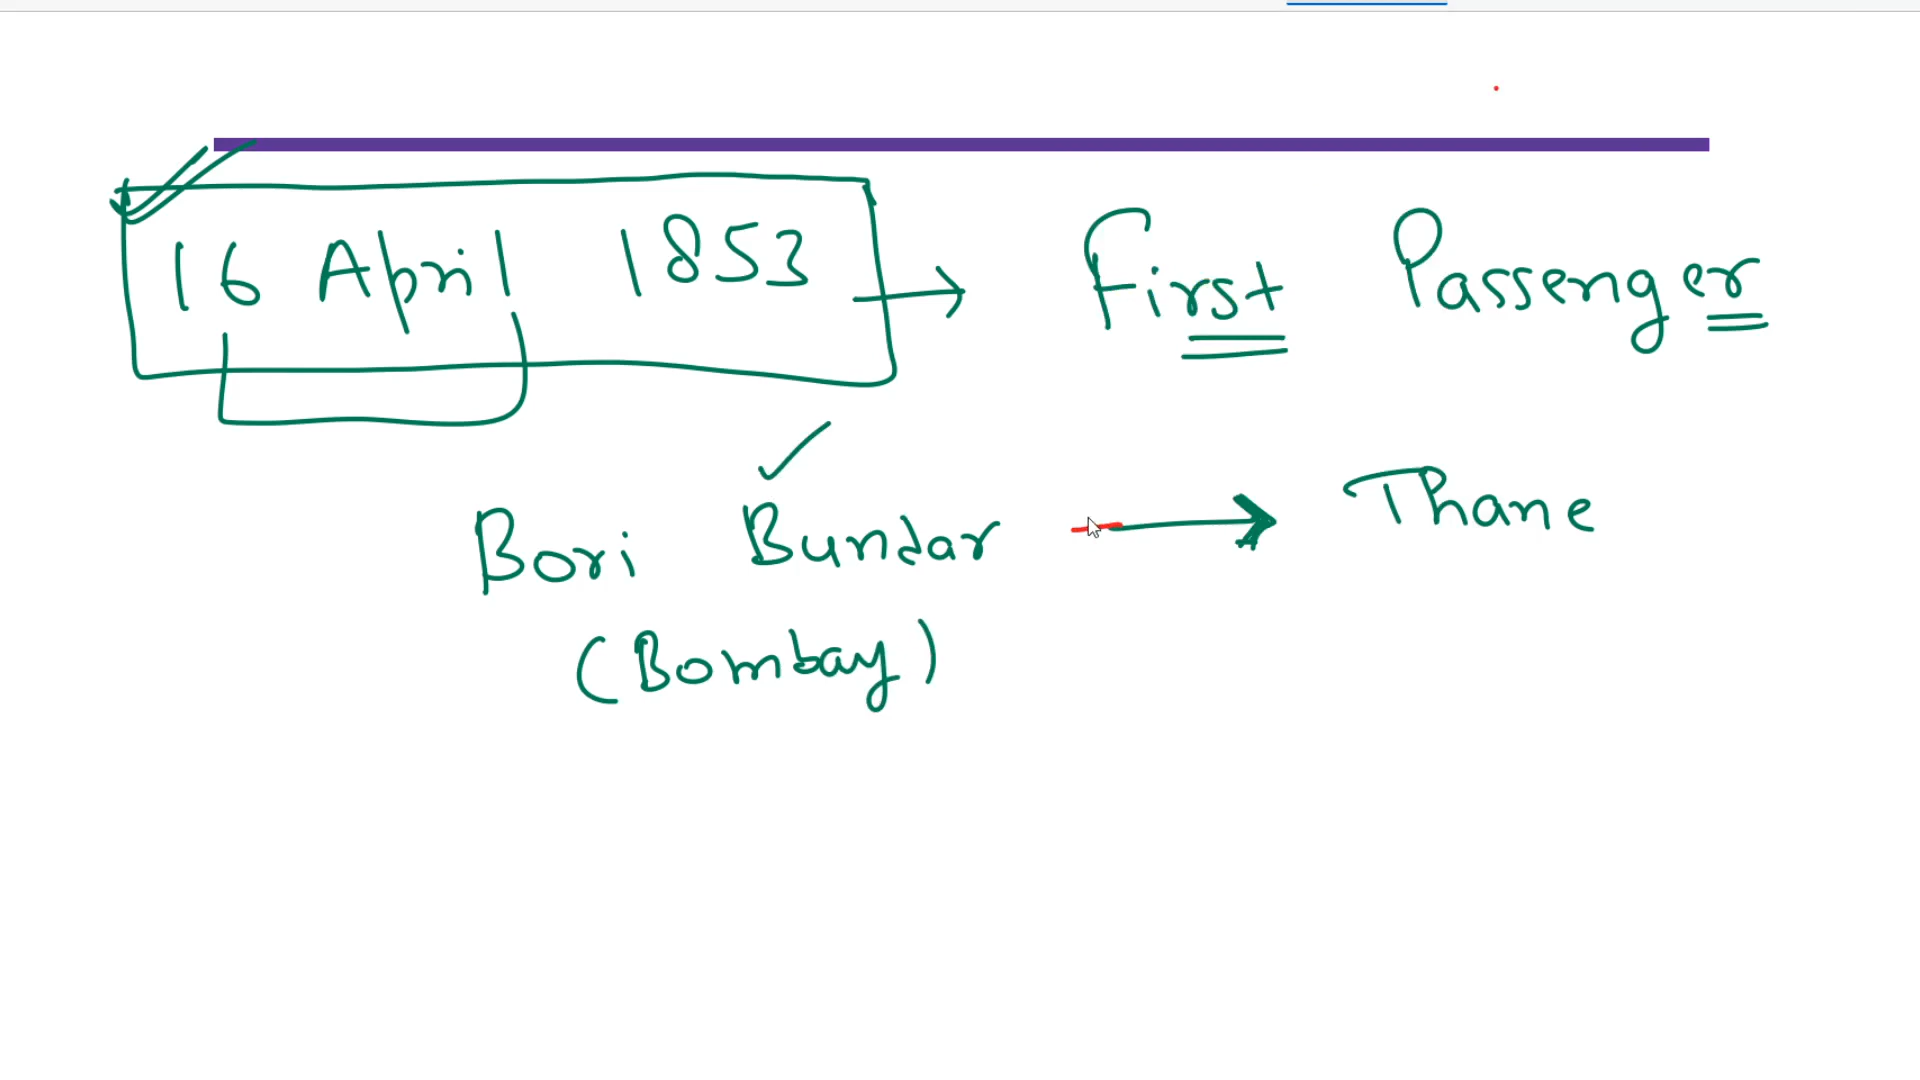 16 April 1853 → First Passenger
Bori Bundar → Thane
(Bombay)